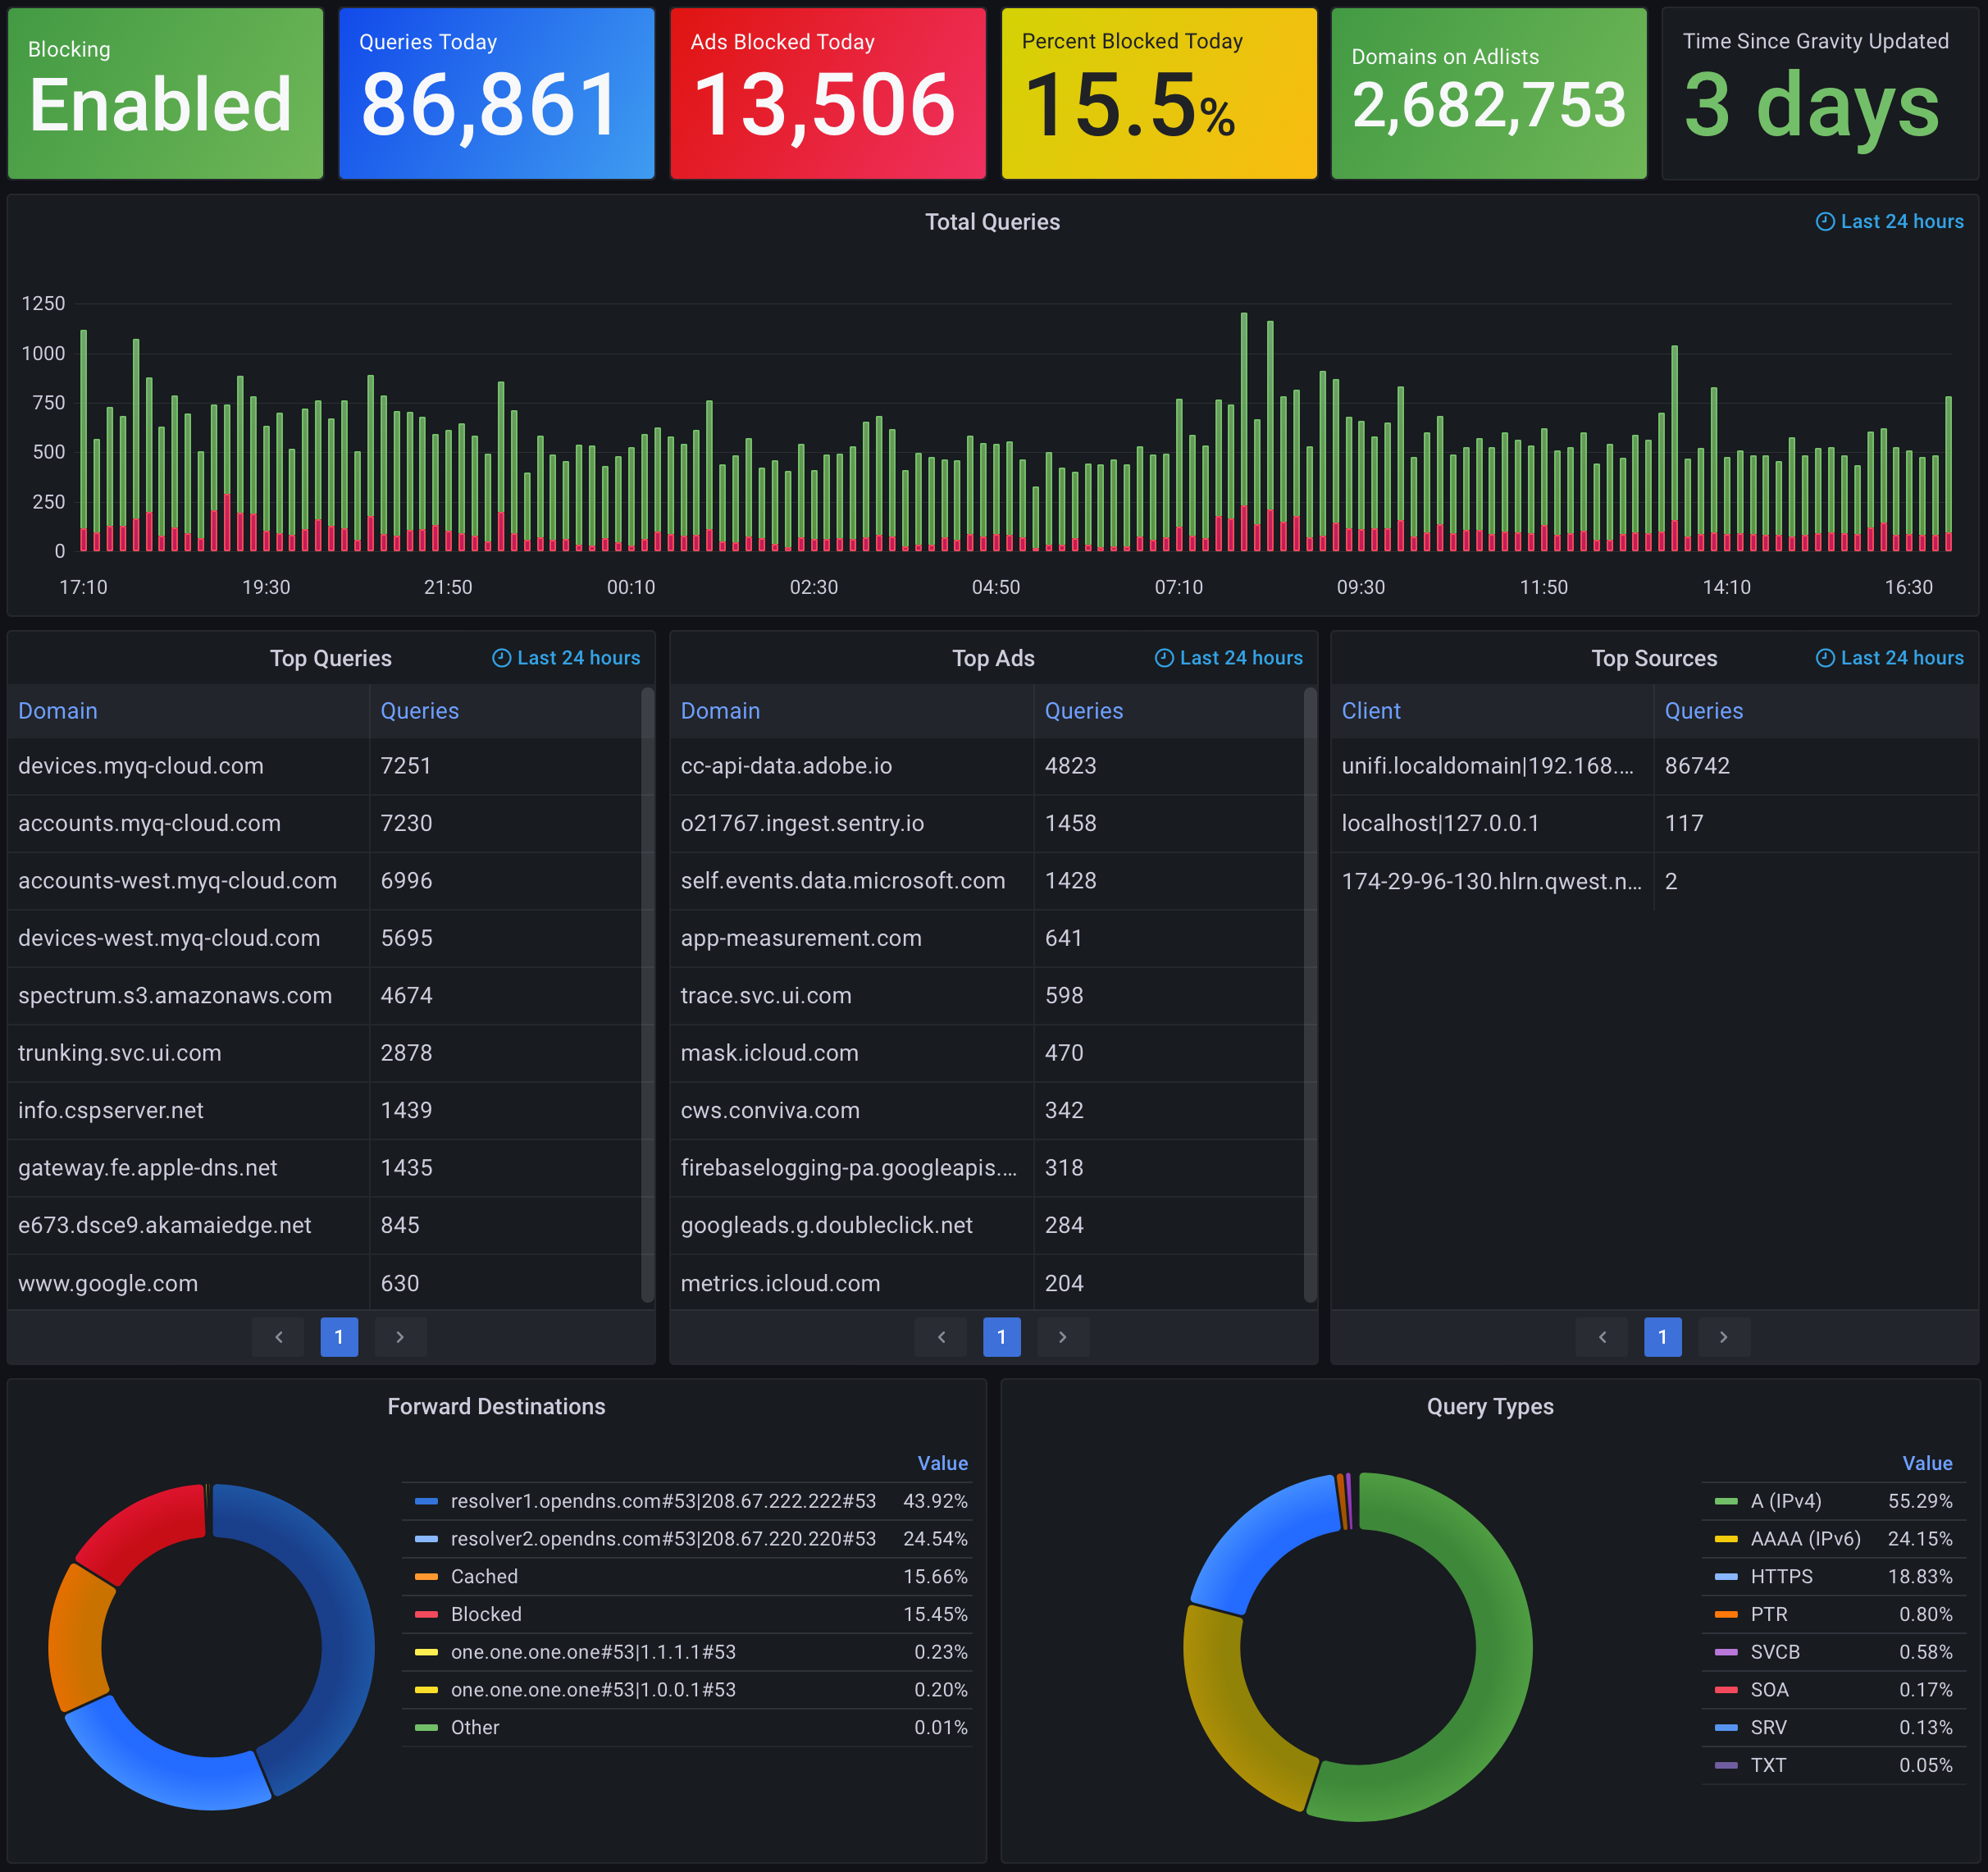 Blocking
Enabled
Queries Today
86,861
Ads Blocked Today
13,506
Percent Blocked Today
15.5%
Domains on Adlists
2,682,753
Time Since Gravity Updated
3 days
Total Queries
Last 24 hours
1250
1000
750
500
250
0
17:10 19:30 21:50 00:10 02:30 04:50 07:10 09:30 11:50 14:10 16:30
Top Queries
Last 24 hours
Domain Queries
devices.myq-cloud.com 7251
accounts.myq-cloud.com 7230
accounts-west.myq-cloud.com 6996
devices-west.myq-cloud.com 5695
spectrum.s3.amazonaws.com 4674
trunking.svc.ui.com 2878
info.cspserver.net 1439
gateway.fe.apple-dns.net 1435
e673.dsce9.akamaiedge.net 845
www.google.com 630
1
Top Ads
Last 24 hours
Domain Queries
cc-api-data.adobe.io 4823
o21767.ingest.sentry.io 1458
self.events.data.microsoft.com 1428
app-measurement.com 641
trace.svc.ui.com 598
mask.icloud.com 470
cws.conviva.com 342
firebaselogging-pa.googleapis.... 318
googleads.g.doubleclick.net 284
metrics.icloud.com 204
1
Top Sources
Last 24 hours
Client Queries
unifi.localdomain|192.168.... 86742
localhost|127.0.0.1 117
174-29-96-130.hlrn.qwest.n... 2
1
Forward Destinations
Value
resolver1.opendns.com#53|208.67.222.222#53 43.92%
resolver2.opendns.com#53|208.67.220.220#53 24.54%
Cached 15.66%
Blocked 15.45%
one.one.one.one#53|1.1.1.1#53 0.23%
one.one.one.one#53|1.0.0.1#53 0.20%
Other 0.01%
Query Types
Value
A (IPv4) 55.29%
AAAA (IPv6) 24.15%
HTTPS 18.83%
PTR 0.80%
SVCB 0.58%
SOA 0.17%
SRV 0.13%
TXT 0.05%